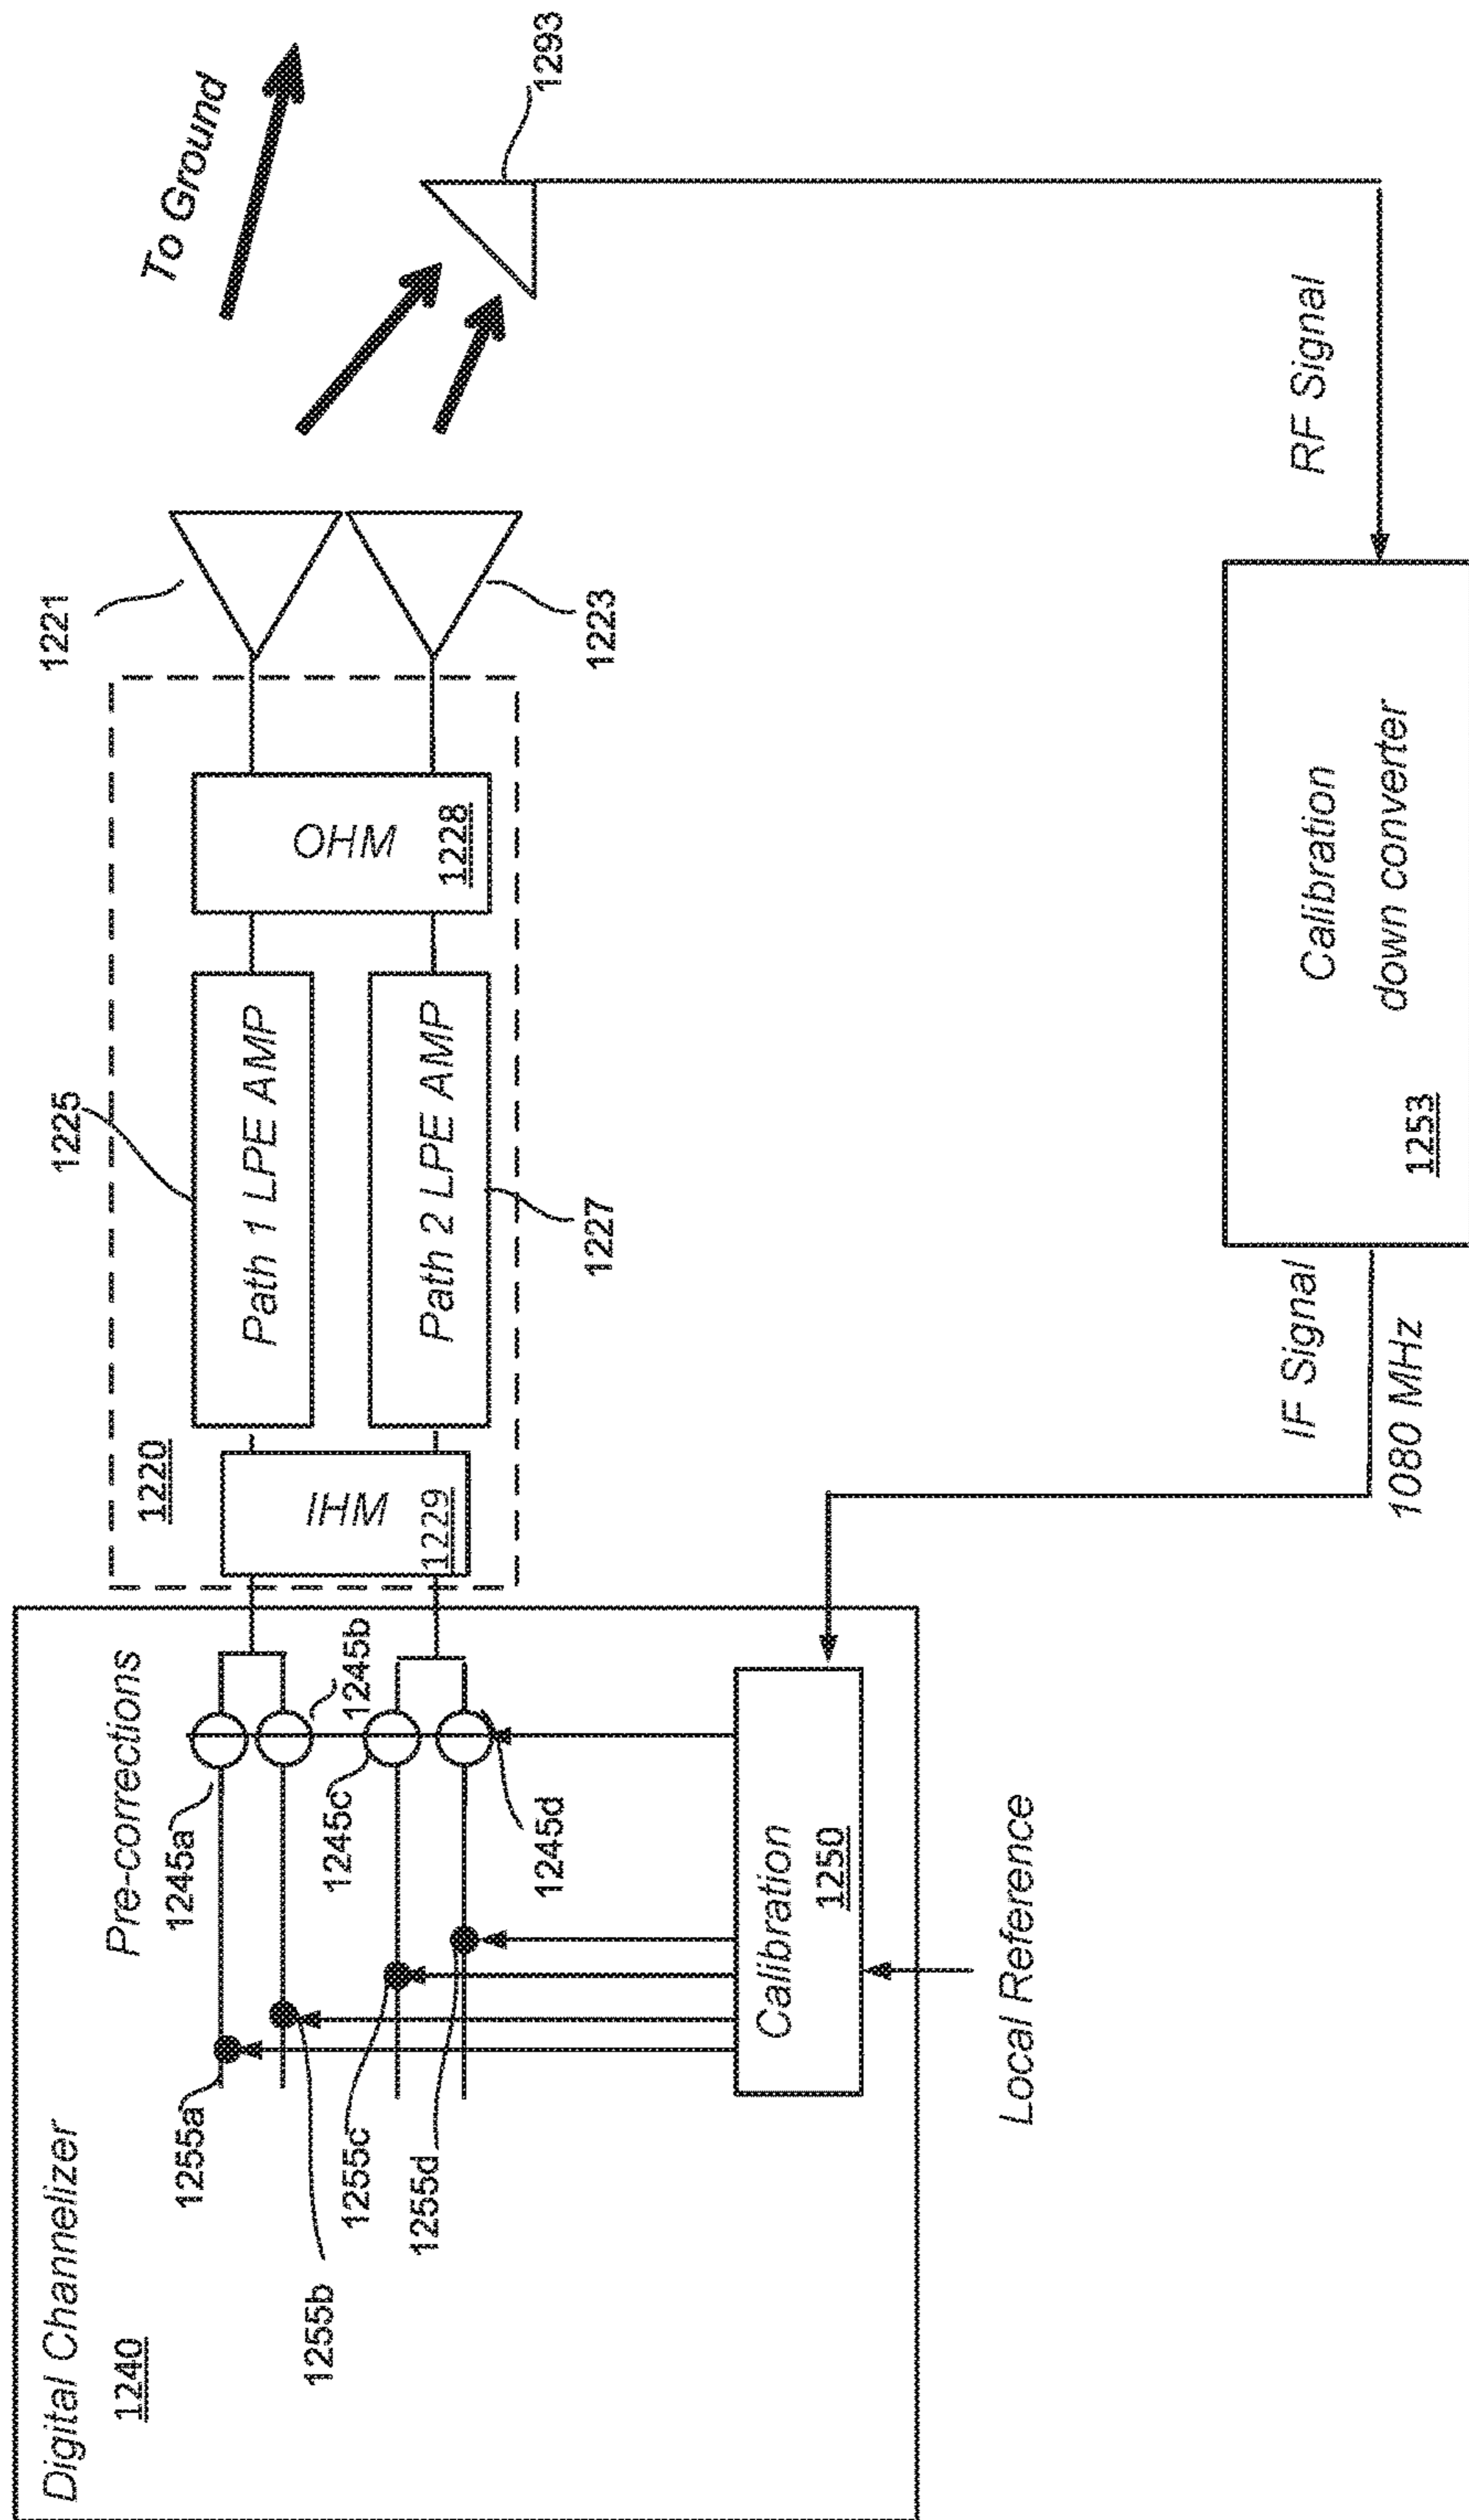 Digital Channelizer
1240
Pre-corrections
1245a
1245b
1245c
1245d
1255a
1255b
1255c
1255d
Calibration
1250
Local Reference
1220
IHM
1229
1225
Path 1 LPE AMP
Path 2 LPE AMP
1227
OHM
1228
1221
1223
To Ground
1293
RF Signal
Calibration
down converter
1253
IF Signal
1080 MHz